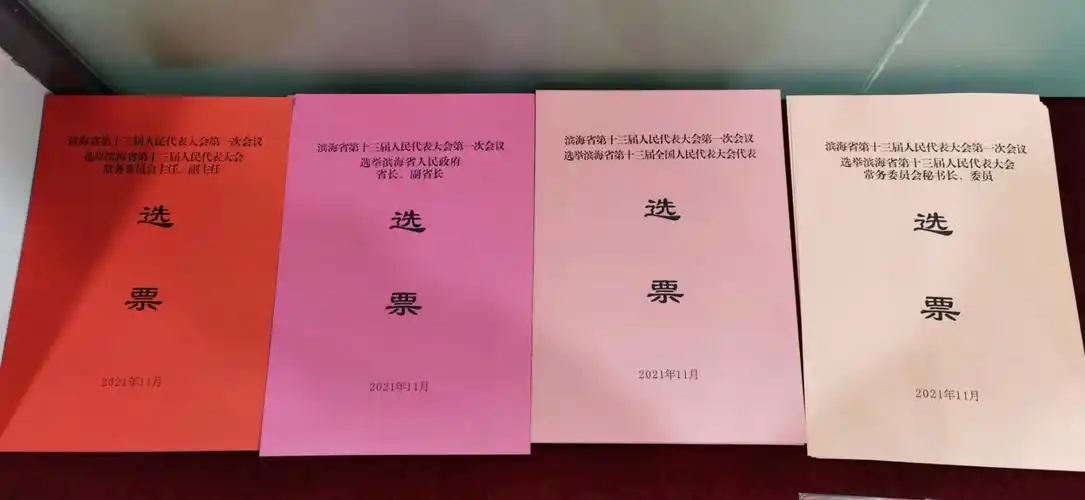 滨海省第十三届人民代表大会第一次会议
选举滨海省第十三届人民代表大会
常务委员会主任、副主任
选
票
2021年11月
滨海省第十三届人民代表大会第一次会议
选举滨海省人民政府
省长、副省长
选
票
2021年11月
滨海省第十三届人民代表大会第一次会议
选举滨海省第十三届全国人民代表大会代表
选
票
2021年11月
滨海省第十三届人民代表大会第一次会议
选举滨海省第十三届人民代表大会
常务委员会秘书长、委员
选
票
2021年11月